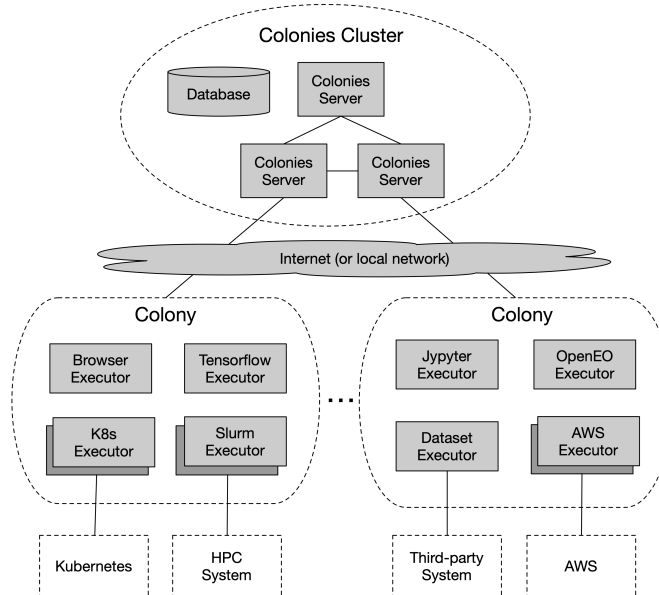 Colonies Cluster
Database
Colonies
Server
Colonies
Server
Colonies
Server
Internet (or local network)
Colony
Browser
Executor
Tensorflow
Executor
K8s
Executor
Slurm
Executor
...
Colony
Jypyter
Executor
OpenEO
Executor
Dataset
Executor
AWS
Executor
Kubernetes
HPC
System
Third-party
System
AWS